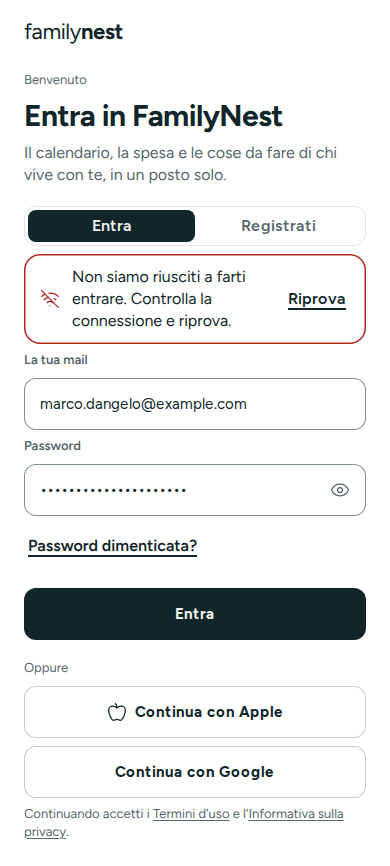 familynest
Benvenuto
Entra in FamilyNest
Il calendario, la spesa e le cose da fare di chi
vive con te, in un posto solo.
Entra
Registrati
Non siamo riusciti a farti
entrare. Controlla la
connessione e riprova.
Riprova
La tua mail
marco.dangelo@example.com
Password
•••••••••••••••••••••
Password dimenticata?
Entra
Oppure
Continua con Apple
Continua con Google
Continuando accetti i Termini d'uso e l'Informativa sulla
privacy.